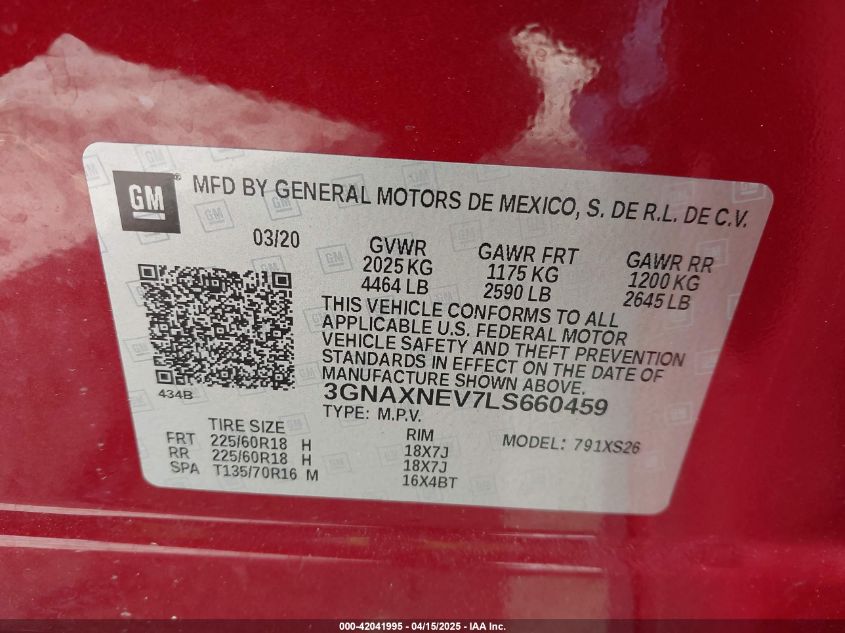 GM
MFD BY GENERAL MOTORS DE MEXICO, S. DE R.L. DE C.V.
03/20 GVWR GAWR FRT GAWR RR
2025 KG 1175 KG 1200 KG
4464 LB 2590 LB 2645 LB
THIS VEHICLE CONFORMS TO ALL
APPLICABLE U.S. FEDERAL MOTOR
VEHICLE SAFETY AND THEFT PREVENTION
STANDARDS IN EFFECT ON THE DATE OF
MANUFACTURE SHOWN ABOVE.
434B
3GNAXNEV7LS660459
TYPE: M.P.V.
TIRE SIZE RIM MODEL: 791XS26
FRT 225/60R18 H 18X7J
RR 225/60R18 H 18X7J
SPA T135/70R16 M 16X4BT
000-42041995 - 04/15/2025 - IAA Inc.